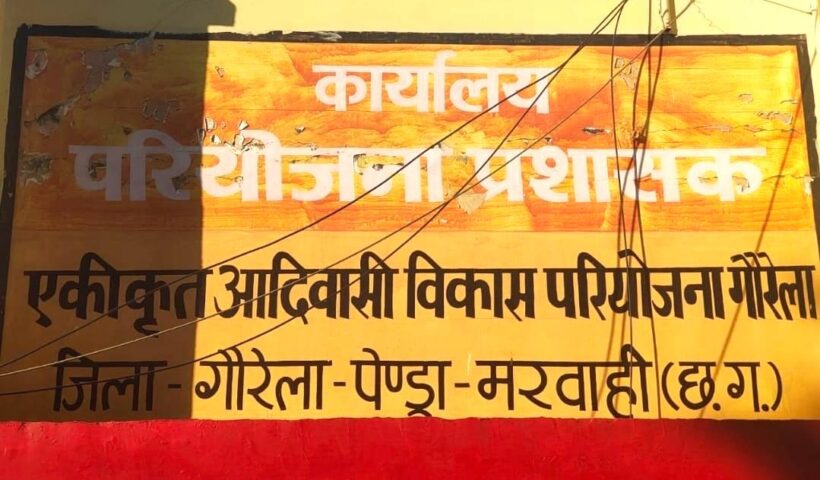 कार्यालय
परियोजना प्रशासक
एकीकृत आदिवासी विकास परियोजना गौरेला
जिला - गौरेला - पेण्ड्रा - मरवाही (छ.ग.)